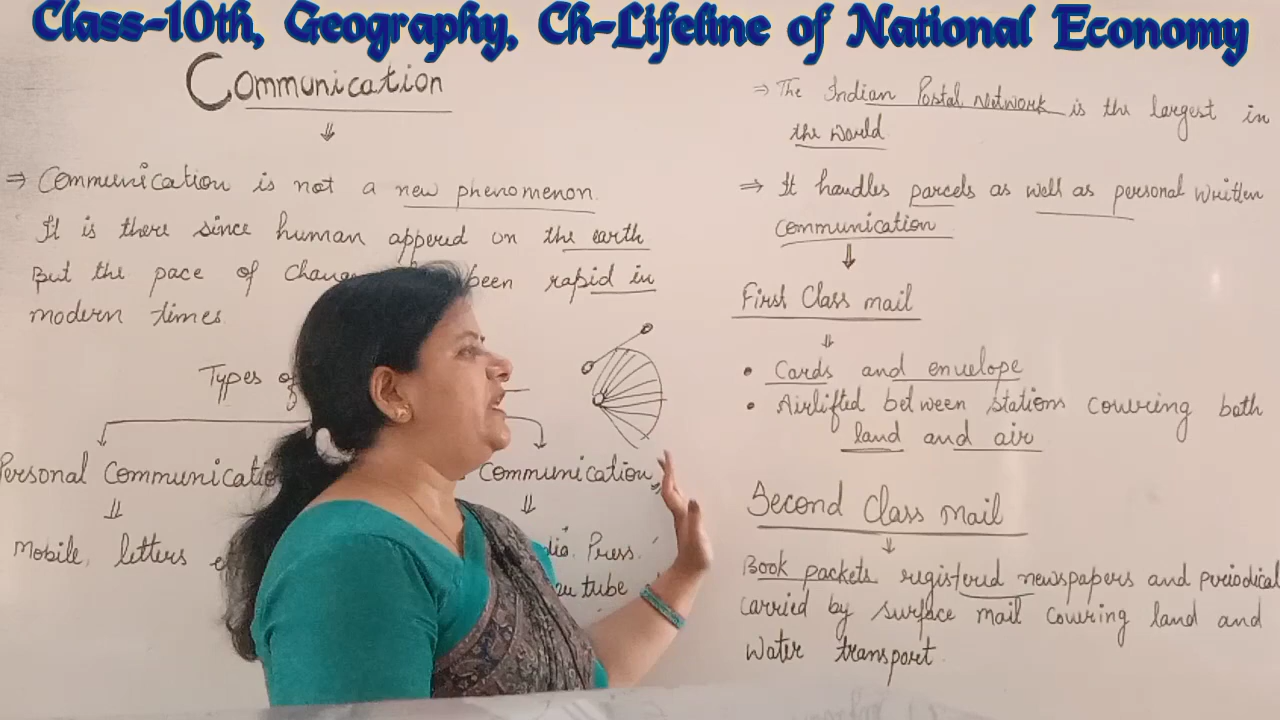 Class-10th, Geography, Ch-Lifeline of National Economy
Communication
⇒ Communication is not a new phenomenon.
It is there since human appered on the earth
But the pace of been rapid in
modern times.
Types of
Personal
Communication
Mobile, letters
Press.
tube
⇒ The Indian Postal network is the largest in
the world
⇒ It handles parcels as well as personal written
communication
First Class mail
• Cards and envelope
• Airlifted between stations covering both
land and air
Second Class mail
Book packets registered newspapers and periodical
carried by surface mail covering land and
water transport.